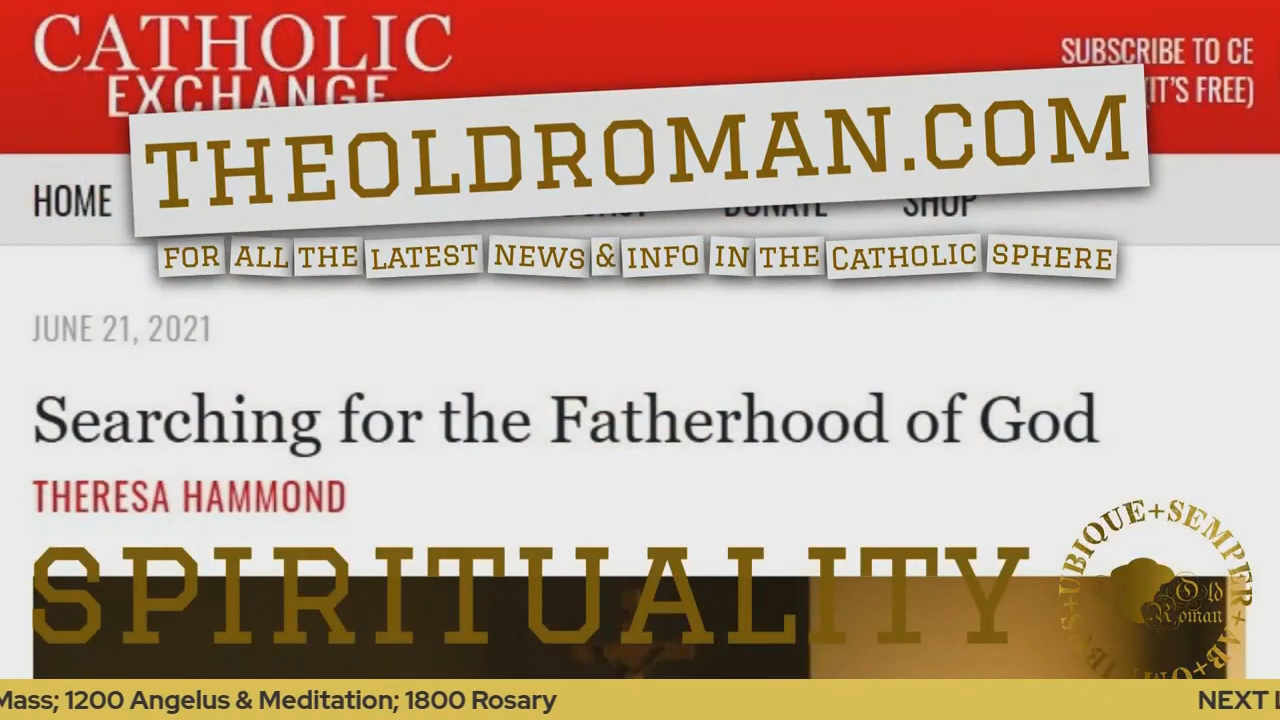 CATHOLIC
EXCHANGE
SUBSCRIBE TO CE
(IT'S FREE)
THEOLDROMAN.COM
HOME DONATE SHOP
FOR ALL THE LATEST NEWS & INFO IN THE CATHOLIC SPHERE
JUNE 21, 2021
Searching for the Fatherhood of God
THERESA HAMMOND
SPIRITUALITY
UBIQUE+SEMPER+AB+
Old
Roman
Mass; 1200 Angelus & Meditation; 1800 Rosary
NEXT